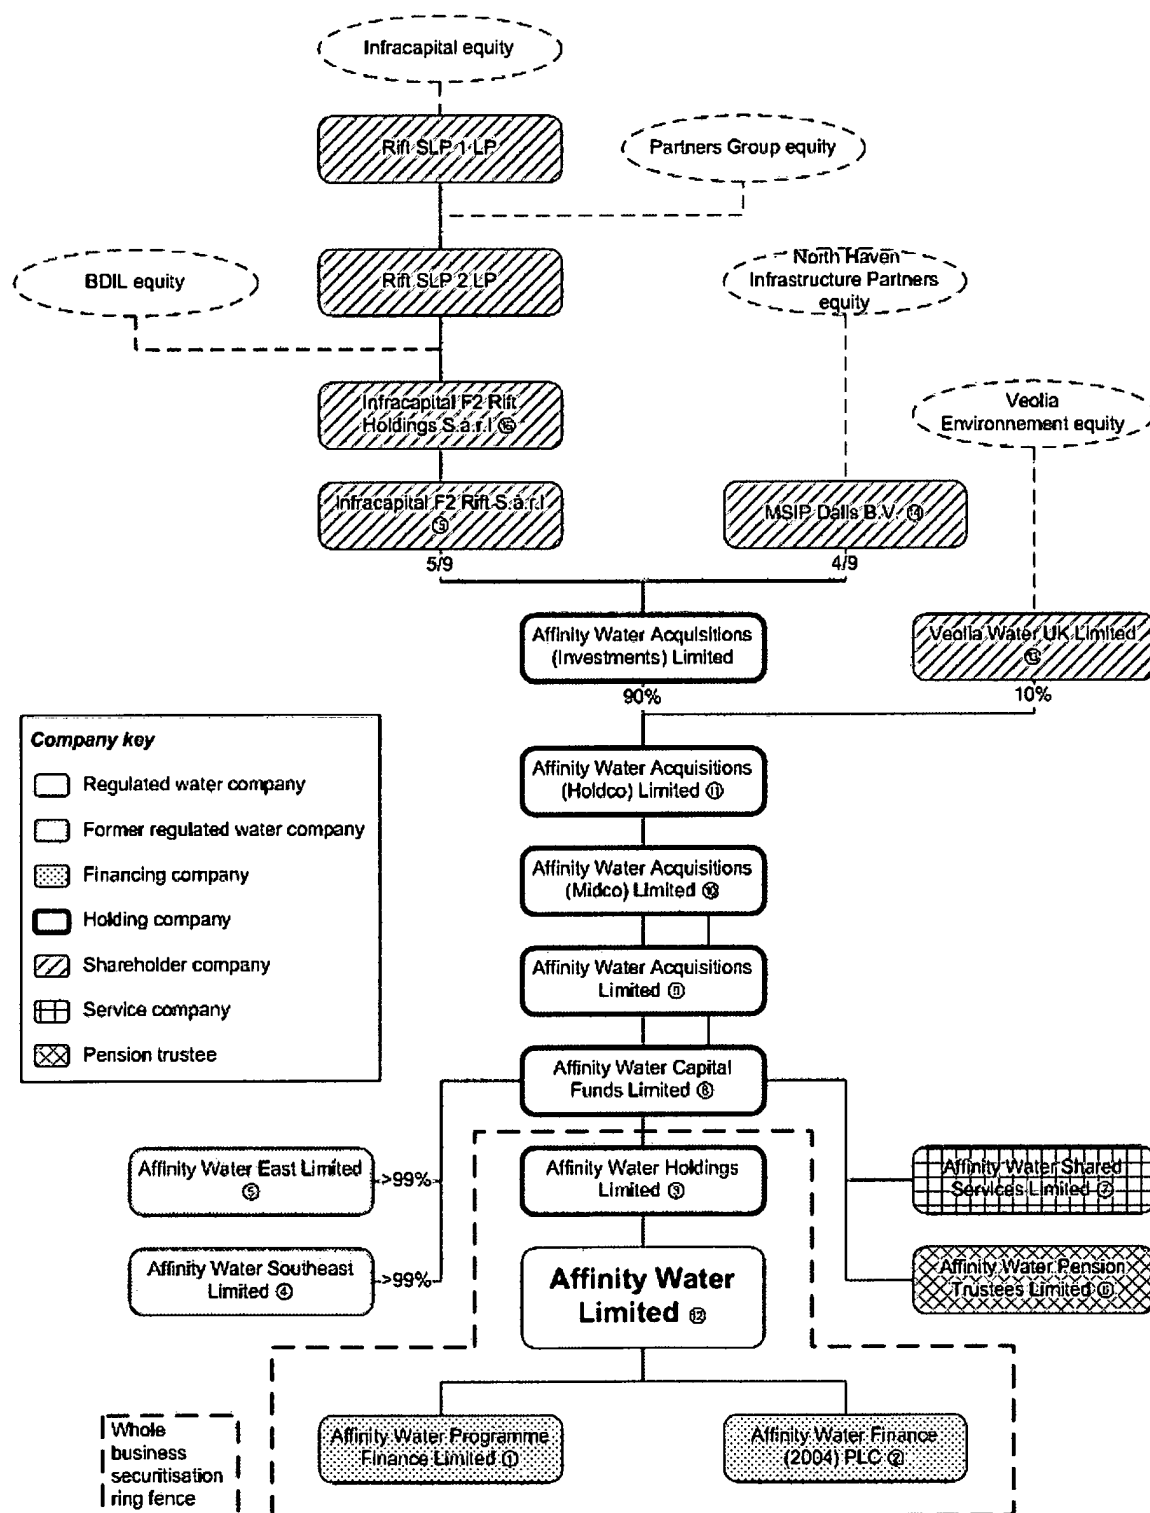 Infracapital equity
Rift SLP 1 LP
Partners Group equity
BDIL equity
Rift SLP 2 LP
North Haven
Infrastructure Partners
equity
Infracapital F2 Rift
Holdings S.a.r.l ⑯
Veolia
Environnement equity
Infracapital F2 Rift S.a.r.l
⑮
MSIP Dalls B.V. ⑭
5/9
4/9
Affinity Water Acquisitions
(Investments) Limited
Veolia Water UK Limited
⑬
90%
10%
Company key
Regulated water company
Former regulated water company
Financing company
Holding company
Shareholder company
Service company
Pension trustee
Affinity Water Acquisitions
(Holdco) Limited ⑪
Affinity Water Acquisitions
(Midco) Limited ⑩
Affinity Water Acquisitions
Limited
Affinity Water Capital
Funds Limited ⑧
Affinity Water East Limited
⑤
>99%
Affinity Water Holdings
Limited ③
Affinity Water Shared
Services Limited ⑦
Affinity Water Southeast
Limited ④
>99%
Affinity Water
Limited ⑫
Affinity Water Pension
Trustees Limited ⑥
Whole
business
securitisation
ring fence
Affinity Water Programme
Finance Limited ①
Affinity Water Finance
(2004) PLC ②